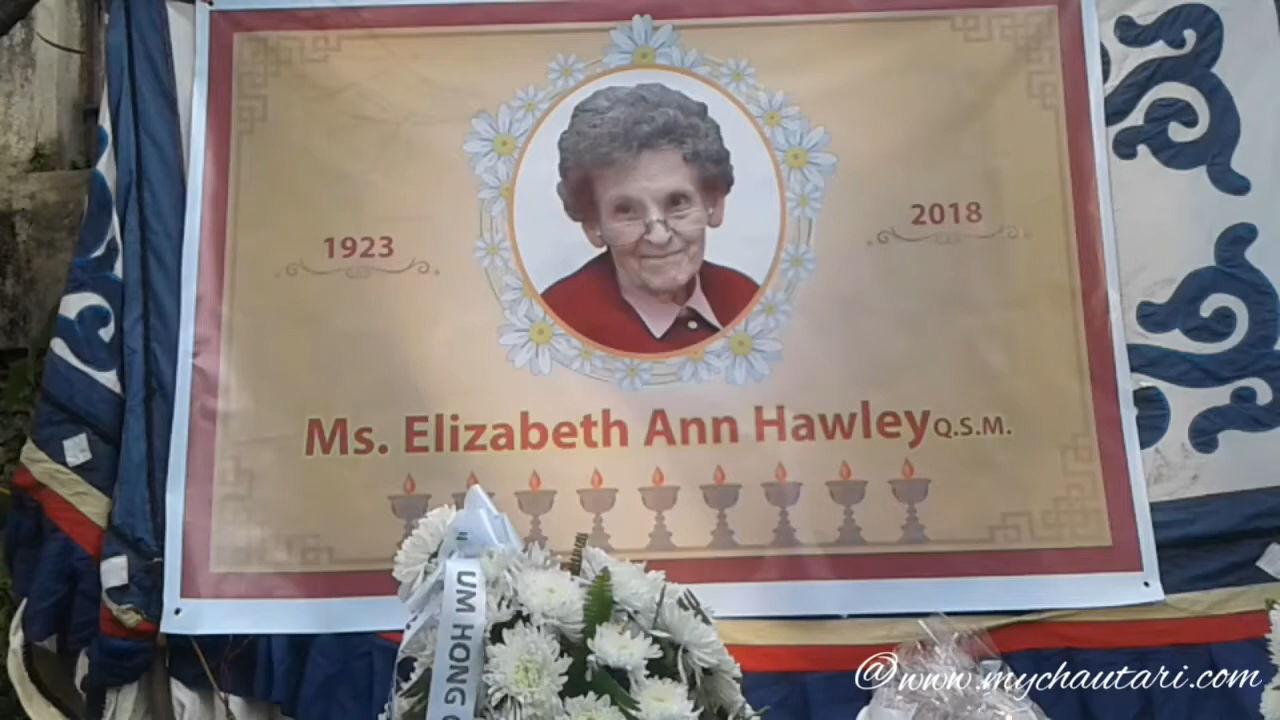 1923
2018
Ms. Elizabeth Ann Hawley Q.S.M.
UM HONG
@www.mychautari.com